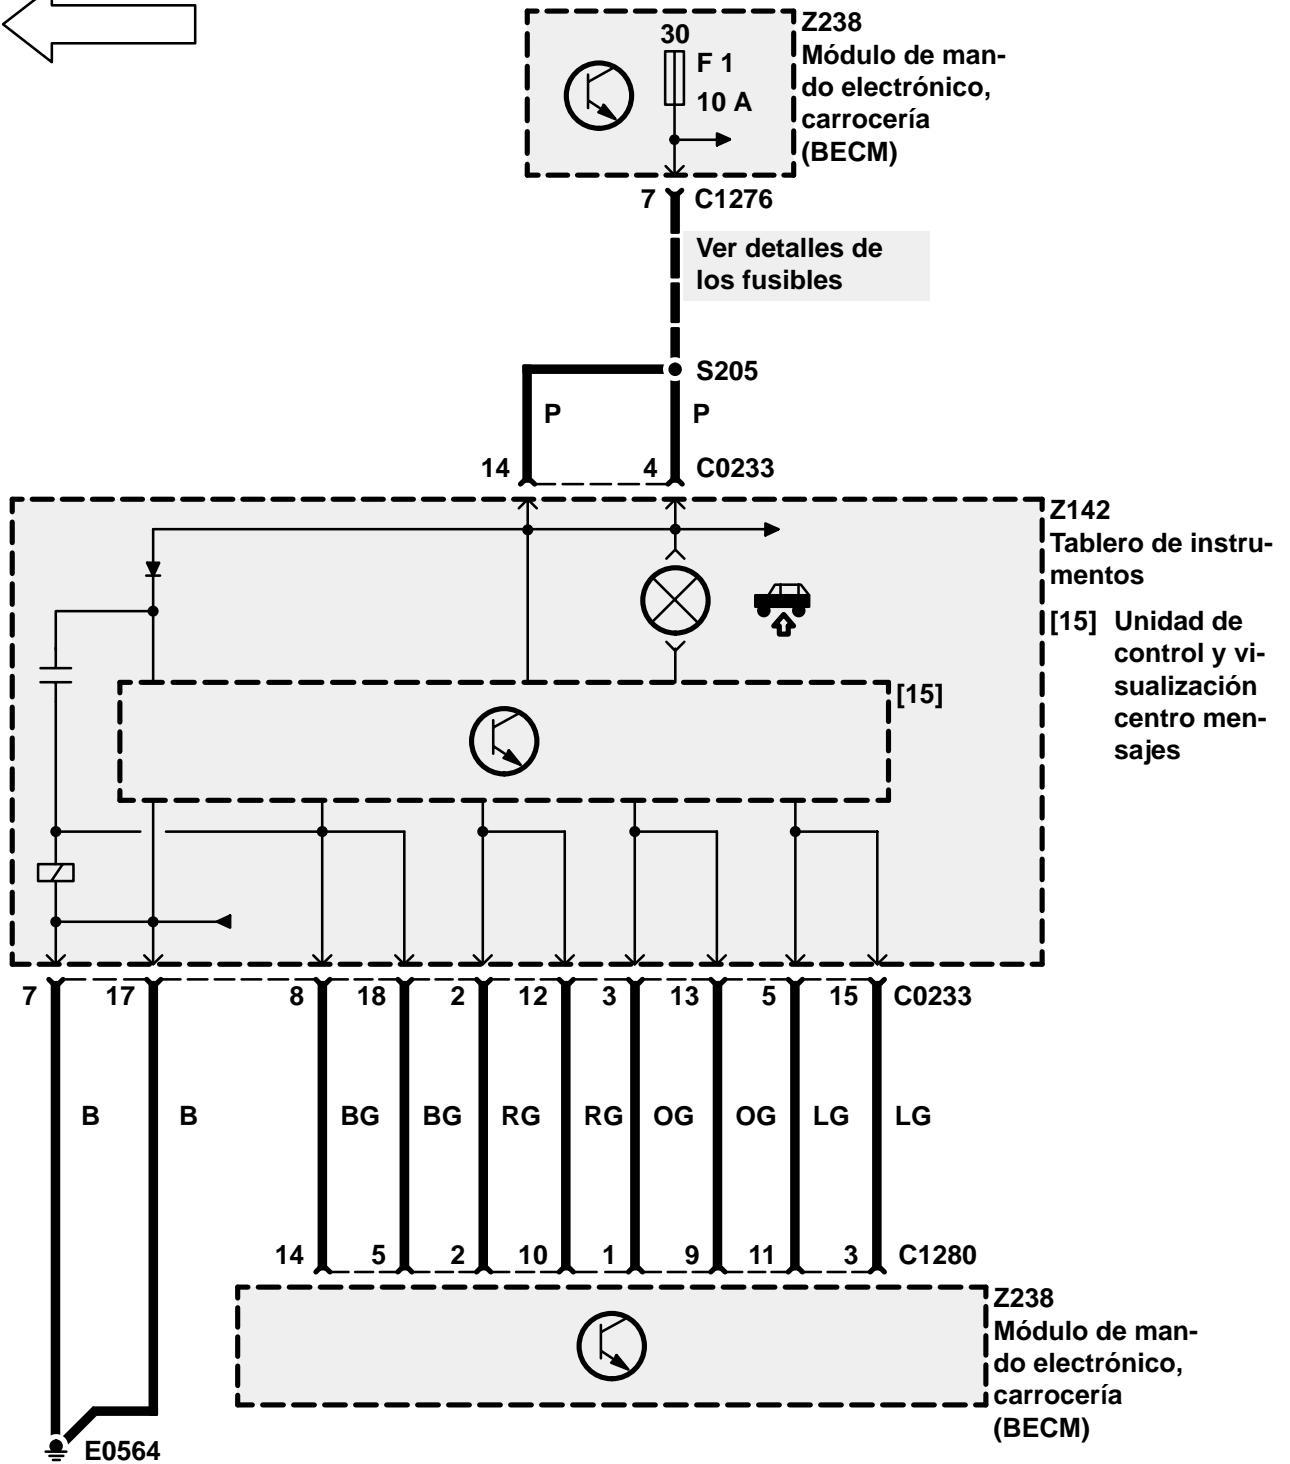 Z238
Módulo de man-
do electrónico,
carrocería
(BECM)
30
F 1
10 A
7 C1276
Ver detalles de
los fusibles
S205
P P
14 4 C0233
Z142
Tablero de instru-
mentos
[15] Unidad de
control y vi-
sualización
centro men-
sajes
[15]
7 17 8 18 2 12 3 13 5 15 C0233
B B BG BG RG RG OG OG LG LG
14 5 2 10 1 9 11 3 C1280
Z238
Módulo de man-
do electrónico,
carrocería
(BECM)
E0564